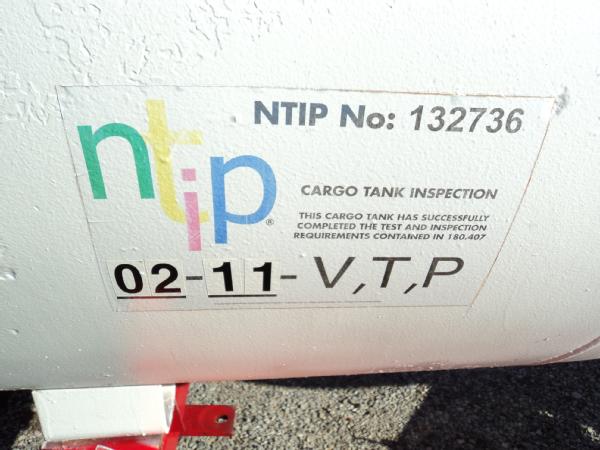 NTIP No: 132736
ntip®
CARGO TANK INSPECTION
THIS CARGO TANK HAS SUCCESSFULLY
COMPLETED THE TEST AND INSPECTION
REQUIREMENTS CONTAINED IN 180.407
02-11-V,T,P